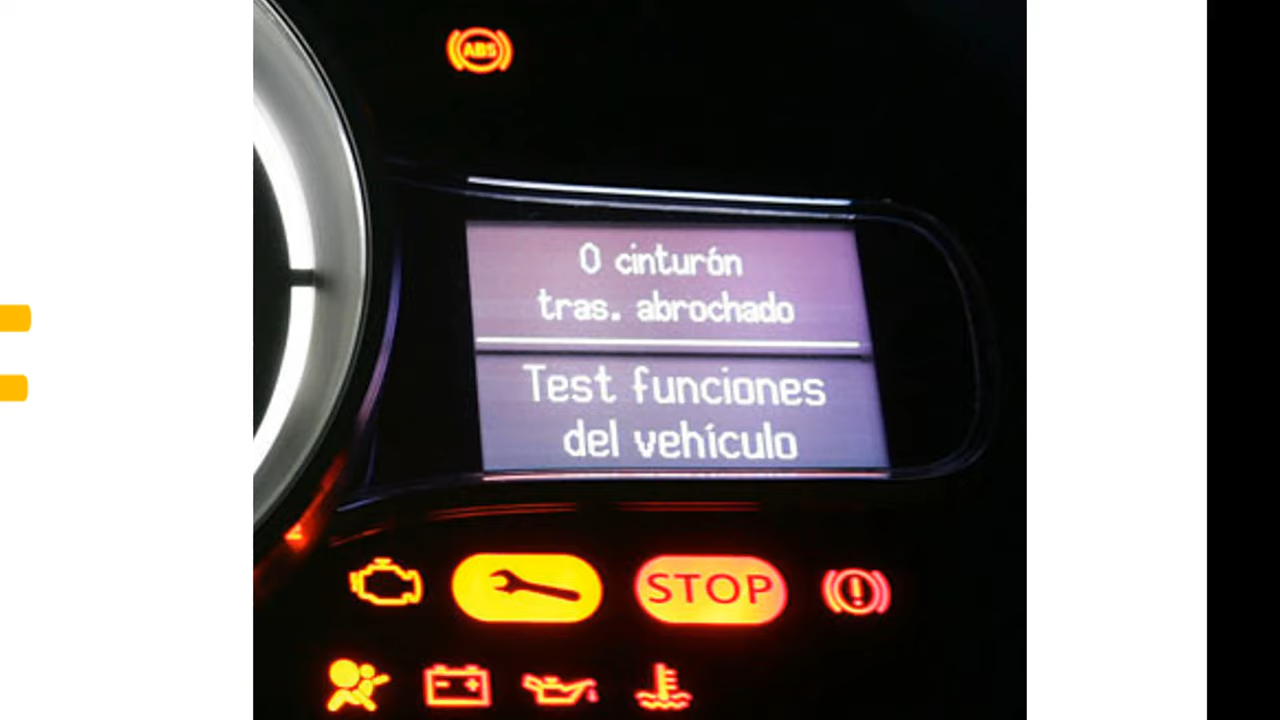 ABS
0 cinturón
tras. abrochado
Test funciones
del vehículo
STOP